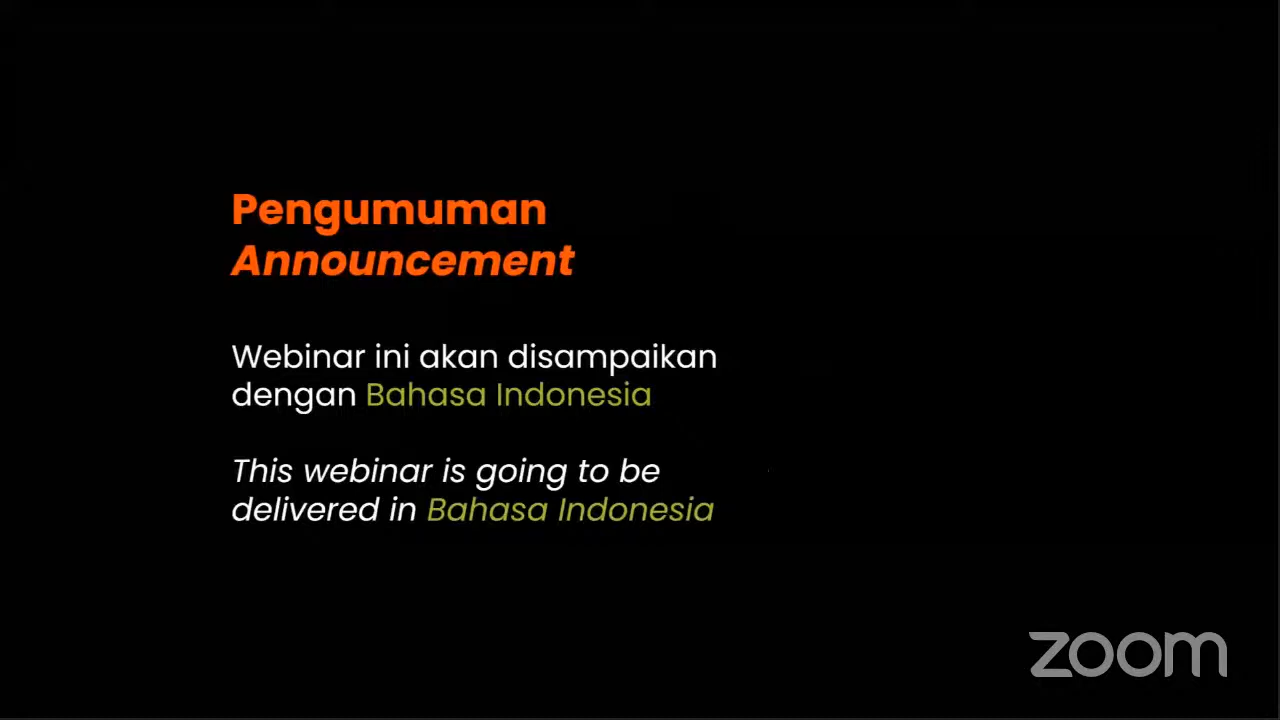 Pengumuman
Announcement
Webinar ini akan disampaikan
dengan Bahasa Indonesia
This webinar is going to be
delivered in Bahasa Indonesia
zoom